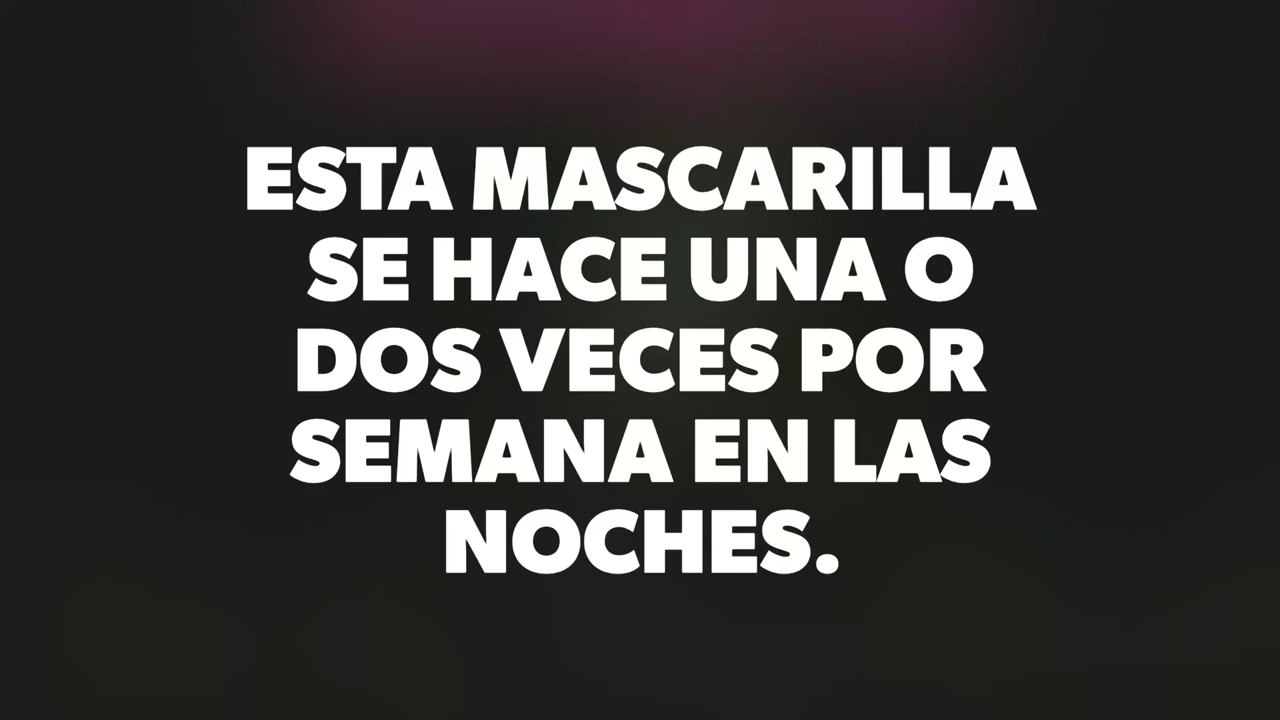 ESTA MASCARILLA
SE HACE UNA O
DOS VECES POR
SEMANA EN LAS
NOCHES.